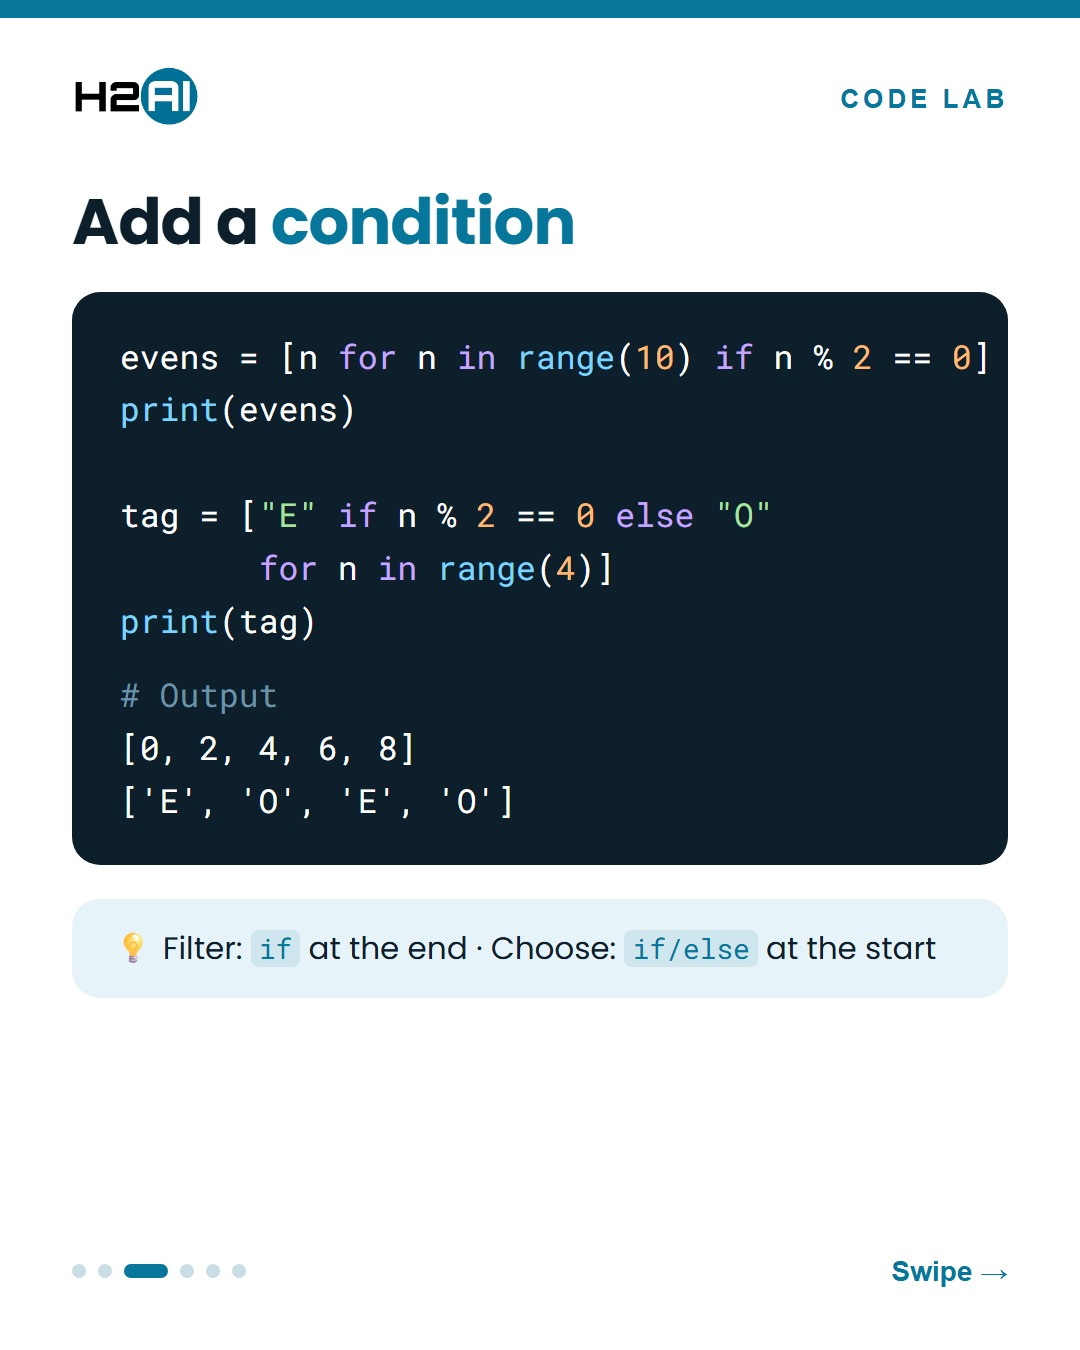 H2AI
CODE LAB
Add a condition
evens = [n for n in range(10) if n % 2 == 0]
print(evens)
tag = ["E" if n % 2 == 0 else "O"
       for n in range(4)]
print(tag)
# Output
[0, 2, 4, 6, 8]
['E', 'O', 'E', 'O']
💡 Filter: if at the end · Choose: if/else at the start
Swipe →